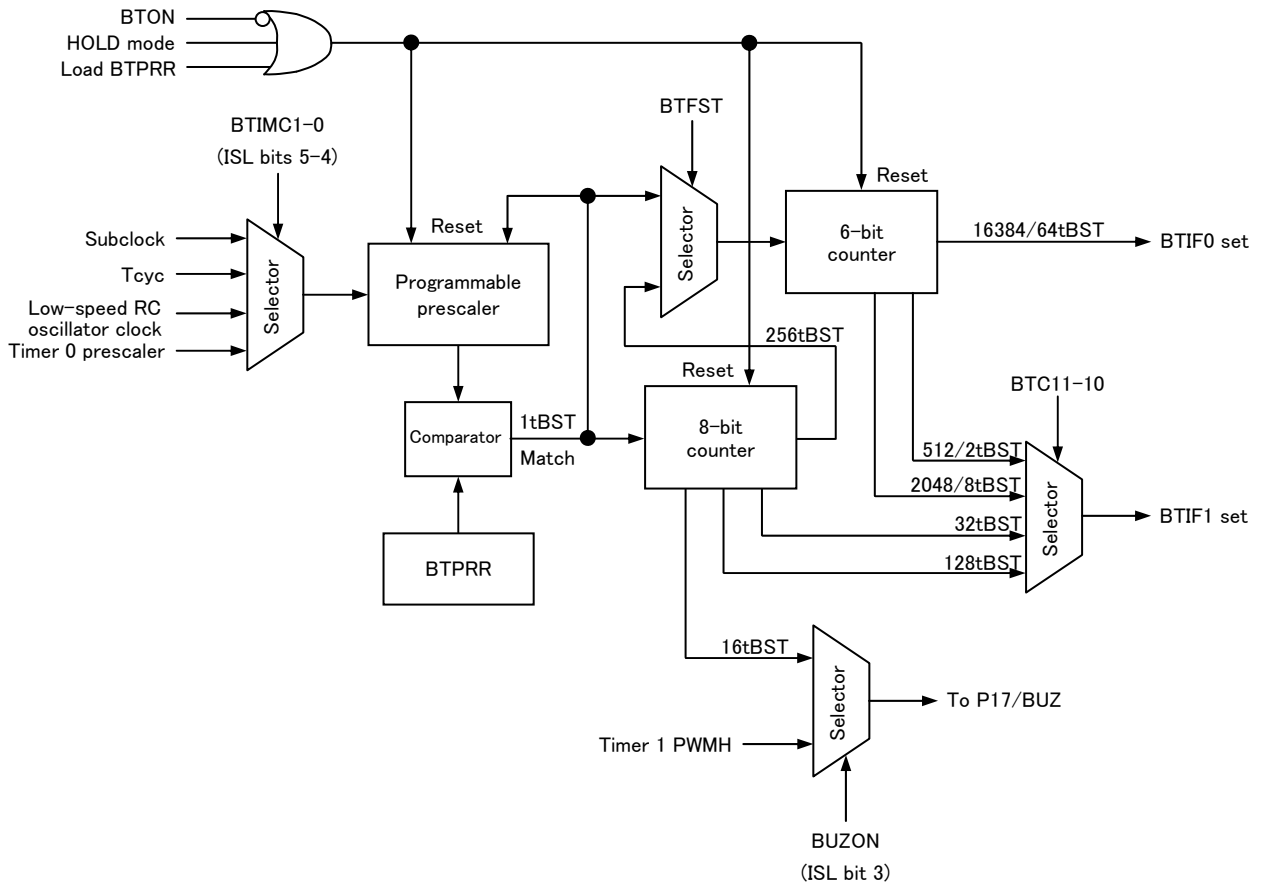 BTON
HOLD mode
Load BTPRR
BTIMC1-0
(ISL bits 5-4)
Subclock
Tcyc
Low-speed RC
oscillator clock
Timer 0 prescaler
Selector
Reset
Programmable
prescaler
Comparator
1tBST
Match
BTPRR
BTFST
Selector
256tBST
Reset
8-bit
counter
Reset
6-bit
counter
16384/64tBST
BTIF0 set
BTC11-10
512/2tBST
2048/8tBST
32tBST
128tBST
Selector
BTIF1 set
16tBST
Timer 1 PWMH
Selector
To P17/BUZ
BUZON
(ISL bit 3)